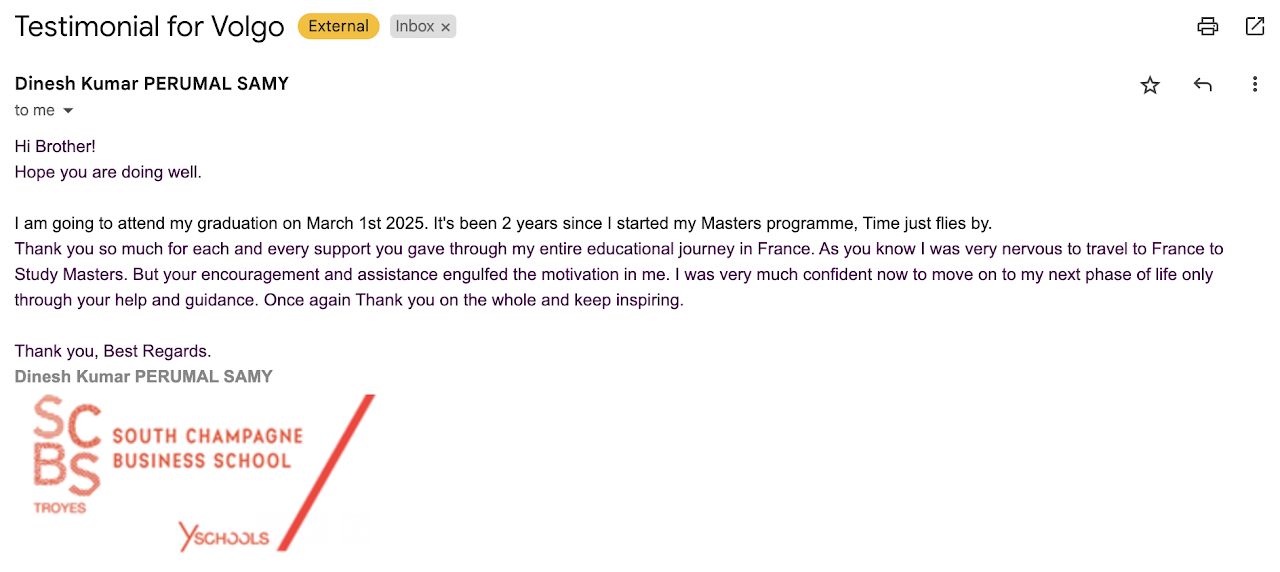 Testimonial for Volgo External Inbox ×
Dinesh Kumar PERUMAL SAMY
to me
Hi Brother!
Hope you are doing well.
I am going to attend my graduation on March 1st 2025. It's been 2 years since I started my Masters programme, Time just flies by.
Thank you so much for each and every support you gave through my entire educational journey in France. As you know I was very nervous to travel to France to
Study Masters. But your encouragement and assistance engulfed the motivation in me. I was very much confident now to move on to my next phase of life only
through your help and guidance. Once again Thank you on the whole and keep inspiring.
Thank you, Best Regards.
Dinesh Kumar PERUMAL SAMY
SC
BS
SOUTH CHAMPAGNE
BUSINESS SCHOOL
TROYES
YSCHOOLS